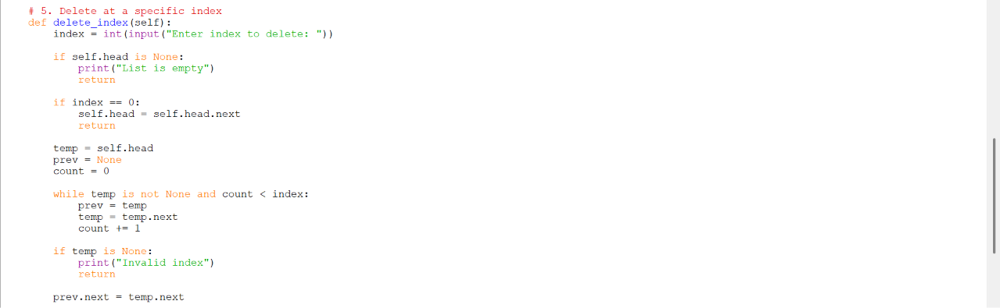 # 5. Delete at a specific index
def delete_index(self):
    index = int(input("Enter index to delete: "))

    if self.head is None:
        print("List is empty")
        return

    if index == 0:
        self.head = self.head.next
        return

    temp = self.head
    prev = None
    count = 0

    while temp is not None and count < index:
        prev = temp
        temp = temp.next
        count += 1

    if temp is None:
        print("Invalid index")
        return

    prev.next = temp.next